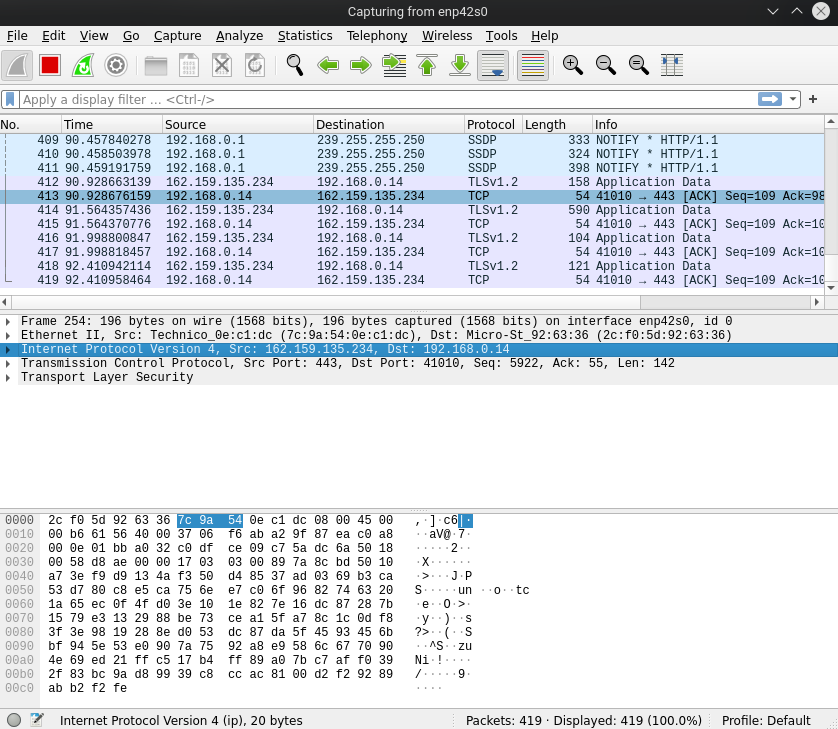 Capturing from enp42s0
File Edit View Go Capture Analyze Statistics Telephony Wireless Tools Help
Apply a display filter … <Ctrl-/>
No. Time Source Destination Protocol Length Info
409 90.457840278 192.168.0.1 239.255.255.250 SSDP 333 NOTIFY * HTTP/1.1
410 90.458503978 192.168.0.1 239.255.255.250 SSDP 324 NOTIFY * HTTP/1.1
411 90.459191759 192.168.0.1 239.255.255.250 SSDP 398 NOTIFY * HTTP/1.1
412 90.928663139 162.159.135.234 192.168.0.14 TLSv1.2 158 Application Data
413 90.928676159 192.168.0.14 162.159.135.234 TCP 54 41010 → 443 [ACK] Seq=109 Ack=98
414 91.564357436 162.159.135.234 192.168.0.14 TLSv1.2 590 Application Data
415 91.564370776 192.168.0.14 162.159.135.234 TCP 54 41010 → 443 [ACK] Seq=109 Ack=10
416 91.998800847 162.159.135.234 192.168.0.14 TLSv1.2 104 Application Data
417 91.998818457 192.168.0.14 162.159.135.234 TCP 54 41010 → 443 [ACK] Seq=109 Ack=10
418 92.410942114 162.159.135.234 192.168.0.14 TLSv1.2 121 Application Data
419 92.410958464 192.168.0.14 162.159.135.234 TCP 54 41010 → 443 [ACK] Seq=109 Ack=10
Frame 254: 196 bytes on wire (1568 bits), 196 bytes captured (1568 bits) on interface enp42s0, id 0
Ethernet II, Src: Technico_0e:c1:dc (7c:9a:54:0e:c1:dc), Dst: Micro-St_92:63:36 (2c:f0:5d:92:63:36)
Internet Protocol Version 4, Src: 162.159.135.234, Dst: 192.168.0.14
Transmission Control Protocol, Src Port: 443, Dst Port: 41010, Seq: 5922, Ack: 55, Len: 142
Transport Layer Security
0000 2c f0 5d 92 63 36 7c 9a 54 0e c1 dc 08 00 45 00 ,·]·c6|·
0010 00 b6 61 56 40 00 37 06 f6 ab a2 9f 87 ea c0 a8 ··aV@·7·
0020 00 0e 01 bb a0 32 c0 df ce 09 c7 5a dc 6a 50 18 ·····2··
0030 00 58 d8 ae 00 00 17 03 03 00 89 7a 8c bd 50 10 ·X······
0040 a7 3e f9 d9 13 4a f3 50 d4 85 37 ad 03 69 b3 ca ·>···J·P
0050 53 d7 80 c8 e5 ca 75 6e e7 c0 6f 96 82 74 63 20 S·····un ··o··tc
0060 1a 65 ec 0f 4f d0 3e 10 1e 82 7e 16 dc 87 28 7b ·e··O·>·
0070 15 79 e3 13 29 88 be 73 ce a1 5f a7 8c 1c 0d f8 ·y··)··s
0080 3f 3e 98 19 28 8e d0 53 dc 87 da 5f 45 93 45 6b ?>··(··S
0090 bf 94 5e 53 e0 90 7a 75 92 a8 e9 58 6c 67 70 90 ··^S··zu
00a0 4e 69 ed 21 ff c5 17 b4 ff 89 a0 7b c7 af f0 39 Ni·!····
00b0 2f 83 bc 9a d8 99 39 c8 cc ac 81 00 d2 f2 92 89 /·····9·
00c0 ab b2 f2 fe ····
Internet Protocol Version 4 (ip), 20 bytes Packets: 419 · Displayed: 419 (100.0%) Profile: Default